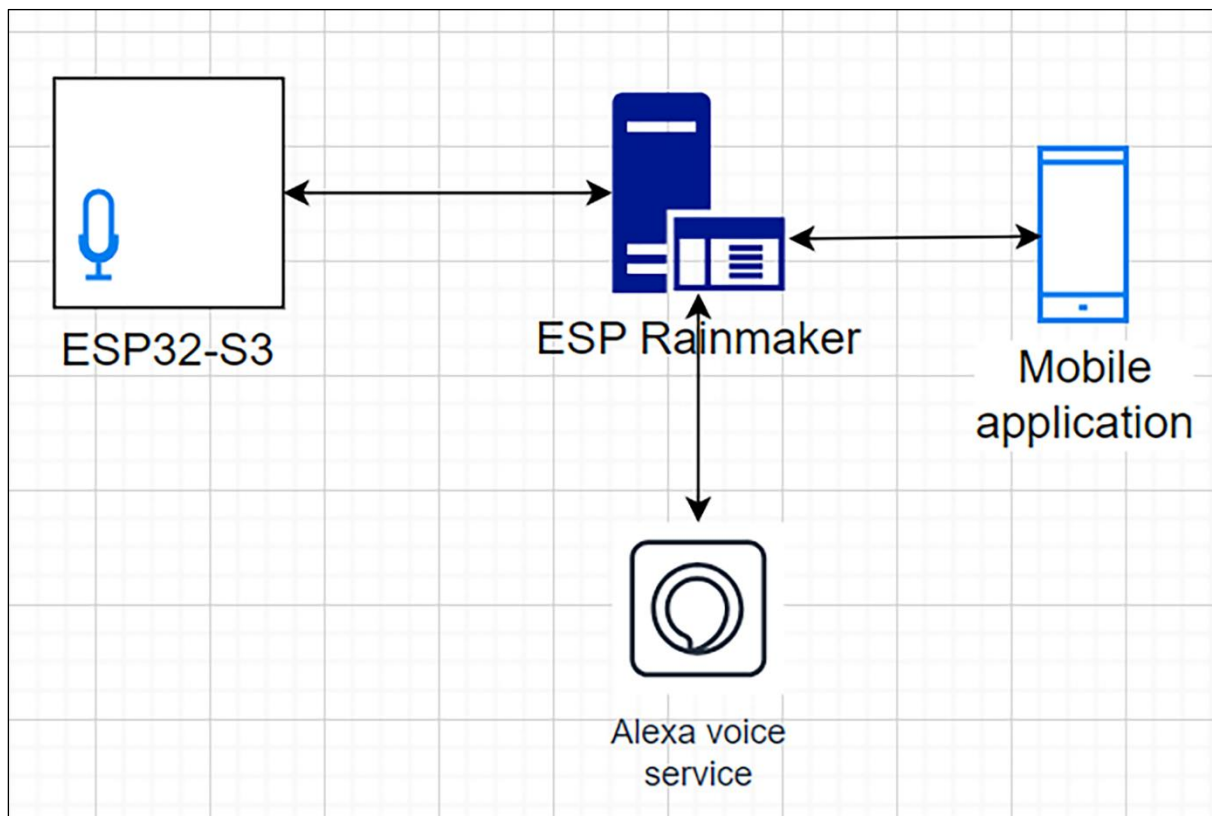 ESP32-S3
ESP Rainmaker
Mobile
application
Alexa voice
service